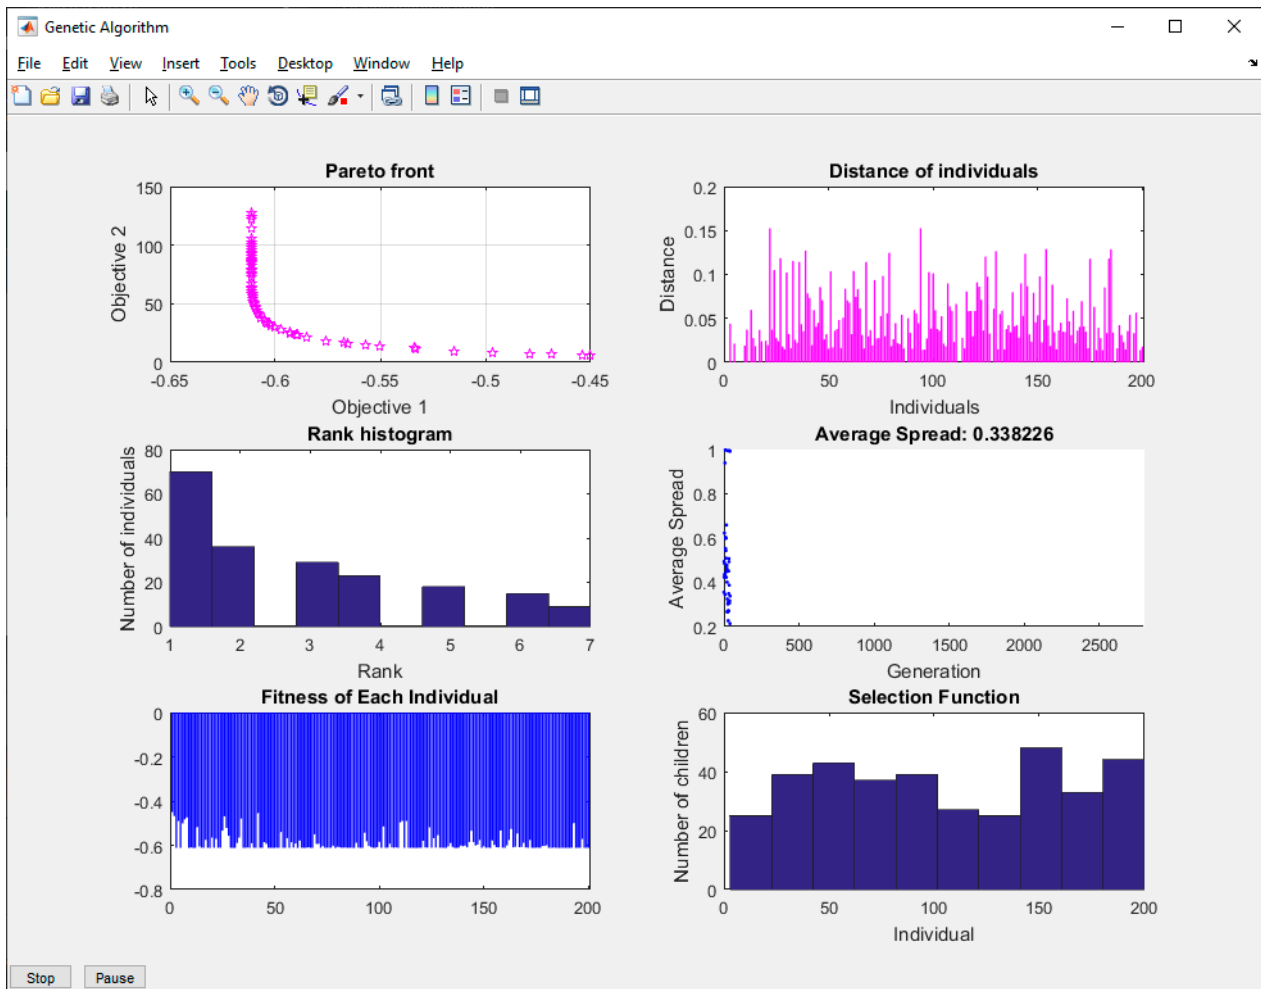 Genetic Algorithm
File Edit View Insert Tools Desktop Window Help
Pareto front
150
100
50
0
Objective 2
-0.65 -0.6 -0.55 -0.5 -0.45
Objective 1
Distance of individuals
0.2
0.15
0.1
0.05
0
Distance
0 50 100 150 200
Individuals
Rank histogram
80
60
40
20
0
Number of individuals
1 2 3 4 5 6 7
Rank
Average Spread: 0.338226
1
0.8
0.6
0.4
0.2
Average Spread
0 500 1000 1500 2000 2500
Generation
Fitness of Each Individual
0
-0.2
-0.4
-0.6
-0.8
0 50 100 150 200
Selection Function
60
40
20
0
Number of children
0 50 100 150 200
Individual
Stop Pause